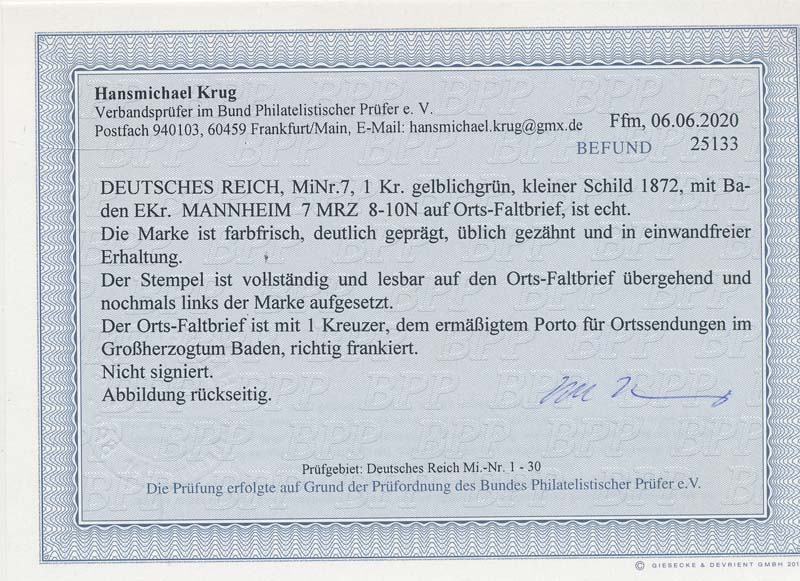 Hansmichael Krug
Verbandsprüfer im Bund Philatelistischer Prüfer e. V.
Postfach 940103, 60459 Frankfurt/Main, E-Mail: hansmichael.krug@gmx.de
Ffm, 06.06.2020
BEFUND 25133
DEUTSCHES REICH, MiNr.7, 1 Kr. gelblichgrün, kleiner Schild 1872, mit Ba-
den EKr. MANNHEIM 7 MRZ 8-10N auf Orts-Faltbrief, ist echt.
Die Marke ist farbfrisch, deutlich geprägt, üblich gezähnt und in einwandfreier
Erhaltung.
Der Stempel ist vollständig und lesbar auf den Orts-Faltbrief übergehend und
nochmals links der Marke aufgesetzt.
Der Orts-Faltbrief ist mit 1 Kreuzer, dem ermäßigtem Porto für Ortssendungen im
Großherzogtum Baden, richtig frankiert.
Nicht signiert.
Abbildung rückseitig.
Prüfgebiet: Deutsches Reich Mi.-Nr. 1 - 30
Die Prüfung erfolgte auf Grund der Prüfordnung des Bundes Philatelistischer Prüfer e.V.
© GIESECKE & DEVRIENT GMBH